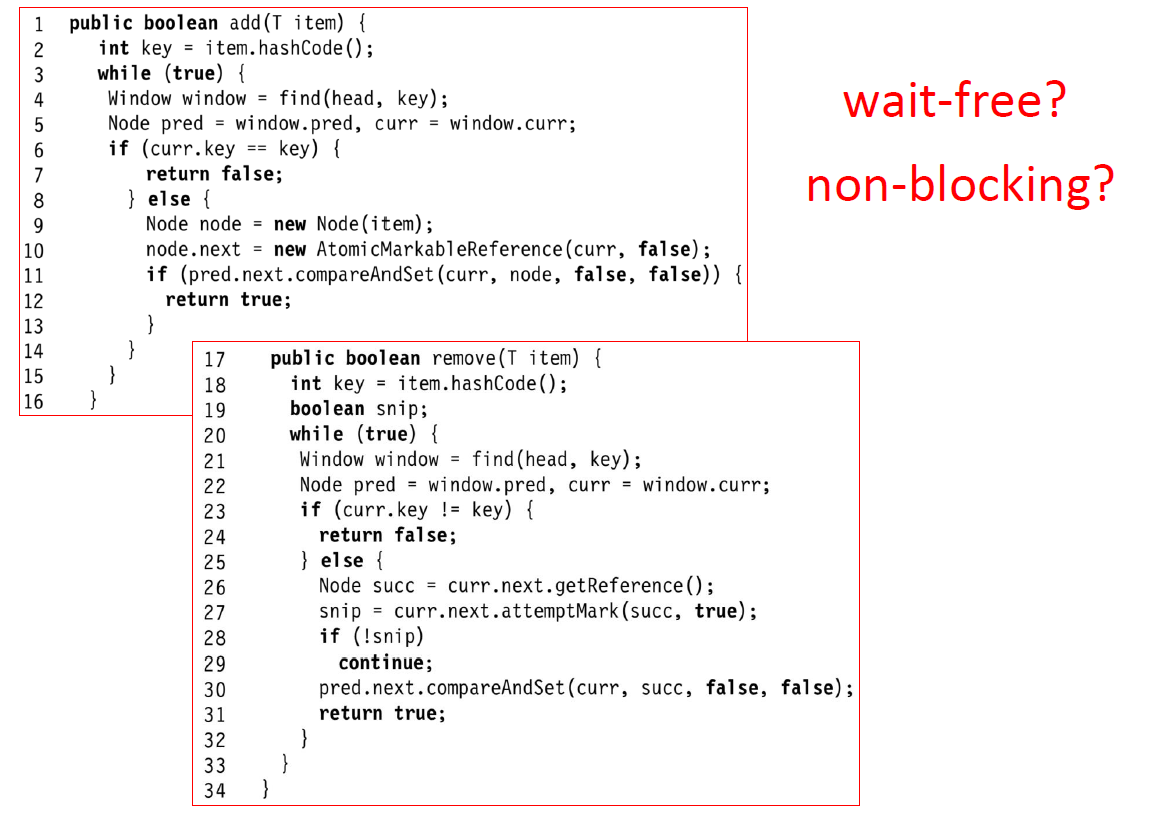 1 public boolean add(T item) {
2 int key = item.hashCode();
3 while (true) {
4 Window window = find(head, key);
5 Node pred = window.pred, curr = window.curr;
6 if (curr.key == key) {
7 return false;
8 } else {
9 Node node = new Node(item);
10 node.next = new AtomicMarkableReference(curr, false);
11 if (pred.next.compareAndSet(curr, node, false, false)) {
12 return true;
13 }
14 }
15 }
16 }
wait-free?
non-blocking?
17 public boolean remove(T item) {
18 int key = item.hashCode();
19 boolean snip;
20 while (true) {
21 Window window = find(head, key);
22 Node pred = window.pred, curr = window.curr;
23 if (curr.key != key) {
24 return false;
25 } else {
26 Node succ = curr.next.getReference();
27 snip = curr.next.attemptMark(succ, true);
28 if (!snip)
29 continue;
30 pred.next.compareAndSet(curr, succ, false, false);
31 return true;
32 }
33 }
34 }